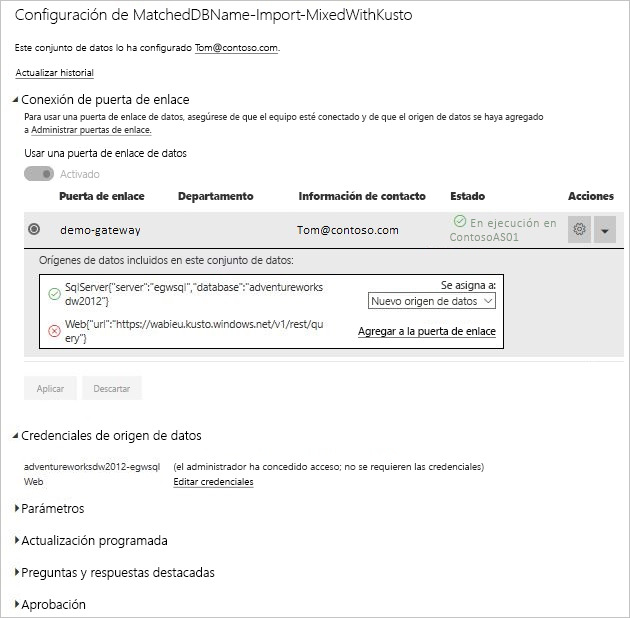 Configuración de MatchedDBName-Import-MixedWithKusto
Este conjunto de datos lo ha configurado Tom@contoso.com.
Actualizar historial
Conexión de puerta de enlace
Para usar una puerta de enlace de datos, asegúrese de que el equipo esté conectado y de que el origen de datos se haya agregado
a Administrar puertas de enlace.
Usar una puerta de enlace de datos
Activado
Puerta de enlace Departamento Información de contacto Estado Acciones
demo-gateway Tom@contoso.com En ejecución en
ContosoAS01
Orígenes de datos incluidos en este conjunto de datos:
SqlServer{"server":"egwsql","database":"adventureworks
dw2012"}
Se asigna a:
Nuevo origen de datos
Web{"url":"https://wabieu.kusto.windows.net/v1/rest/qu
ery"}
Agregar a la puerta de enlace
Aplicar Descartar
Credenciales de origen de datos
adventureworksdw2012-egwsql (el administrador ha concedido acceso; no se requieren las credenciales)
Web Editar credenciales
Parámetros
Actualización programada
Preguntas y respuestas destacadas
Aprobación